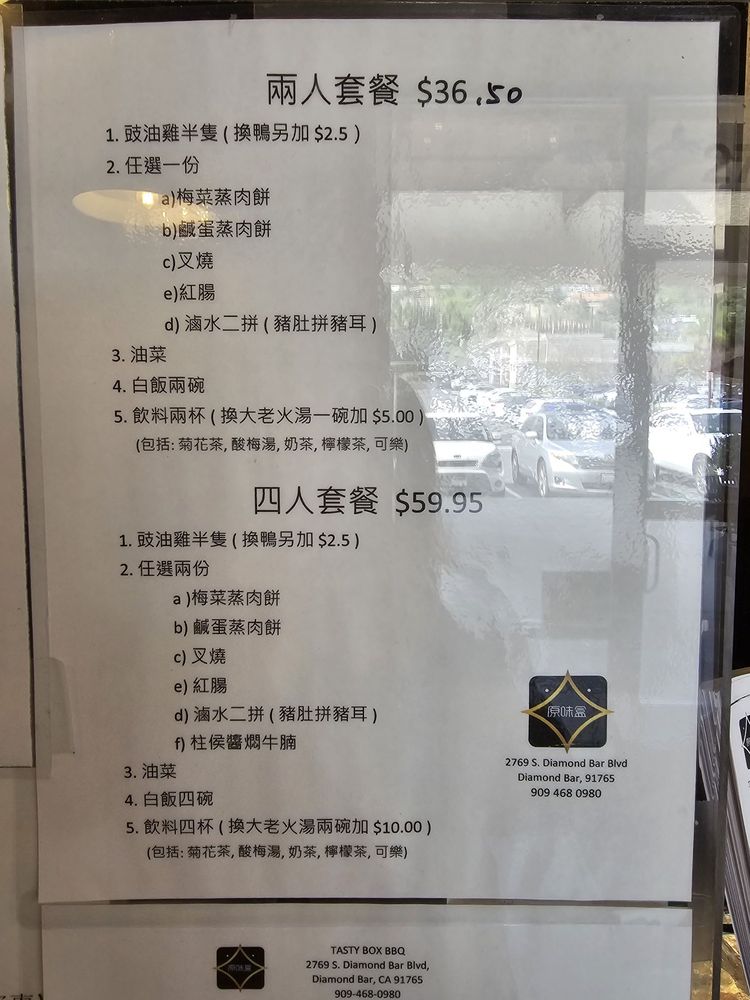 兩人套餐 $36.50
1. 豉油雞半隻 ( 換鴨另加 $2.5 )
2. 任選一份
a)梅菜蒸肉餅
b)鹹蛋蒸肉餅
c)叉燒
e)紅腸
d) 滷水二拼 ( 豬肚拼豬耳 )
3. 油菜
4. 白飯兩碗
5. 飲料兩杯 ( 換大老火湯一碗加 $5.00 )
(包括: 菊花茶, 酸梅湯, 奶茶, 檸檬茶, 可樂)
四人套餐 $59.95
1. 豉油雞半隻 ( 換鴨另加 $2.5 )
2. 任選兩份
a )梅菜蒸肉餅
b) 鹹蛋蒸肉餅
c) 叉燒
e) 紅腸
d) 滷水二拼 ( 豬肚拼豬耳 )
f) 柱侯醬燜牛腩
3. 油菜
4. 白飯四碗
5. 飲料四杯 ( 換大老火湯兩碗加 $10.00 )
(包括: 菊花茶, 酸梅湯, 奶茶, 檸檬茶, 可樂)
原味盒
2769 S. Diamond Bar Blvd
Diamond Bar, 91765
909 468 0980
原味盒
TASTY BOX BBQ
2769 S. Diamond Bar Blvd,
Diamond Bar, CA 91765
909-468-0980